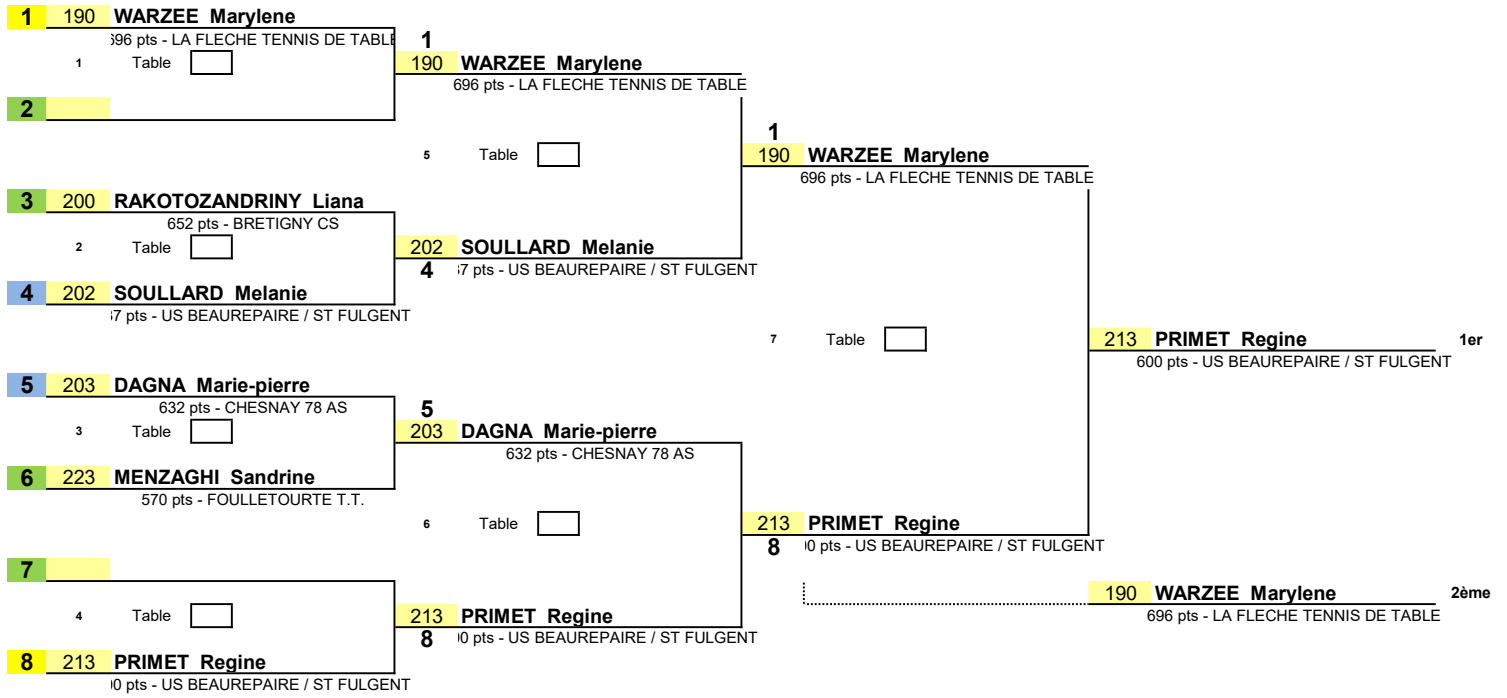 1 190 WARZEE Marylene
696 pts - LA FLECHE TENNIS DE TABLE
1 Table
2
3 200 RAKOTOZANDRINY Liana
652 pts - BRETIGNY CS
2 Table
4 202 SOULLARD Melanie
37 pts - US BEAUREPAIRE / ST FULGENT
5 203 DAGNA Marie-pierre
632 pts - CHESNAY 78 AS
3 Table
6 223 MENZAGHI Sandrine
570 pts - FOULLETOURTE T.T.
7
4 Table
8 213 PRIMET Regine
00 pts - US BEAUREPAIRE / ST FULGENT
1
190 WARZEE Marylene
696 pts - LA FLECHE TENNIS DE TABLE
5 Table
202 SOULLARD Melanie
4 37 pts - US BEAUREPAIRE / ST FULGENT
5
203 DAGNA Marie-pierre
632 pts - CHESNAY 78 AS
6 Table
213 PRIMET Regine
8 00 pts - US BEAUREPAIRE / ST FULGENT
1
190 WARZEE Marylene
696 pts - LA FLECHE TENNIS DE TABLE
7 Table
213 PRIMET Regine
8 00 pts - US BEAUREPAIRE / ST FULGENT
213 PRIMET Regine 1er
600 pts - US BEAUREPAIRE / ST FULGENT
190 WARZEE Marylene 2ème
696 pts - LA FLECHE TENNIS DE TABLE